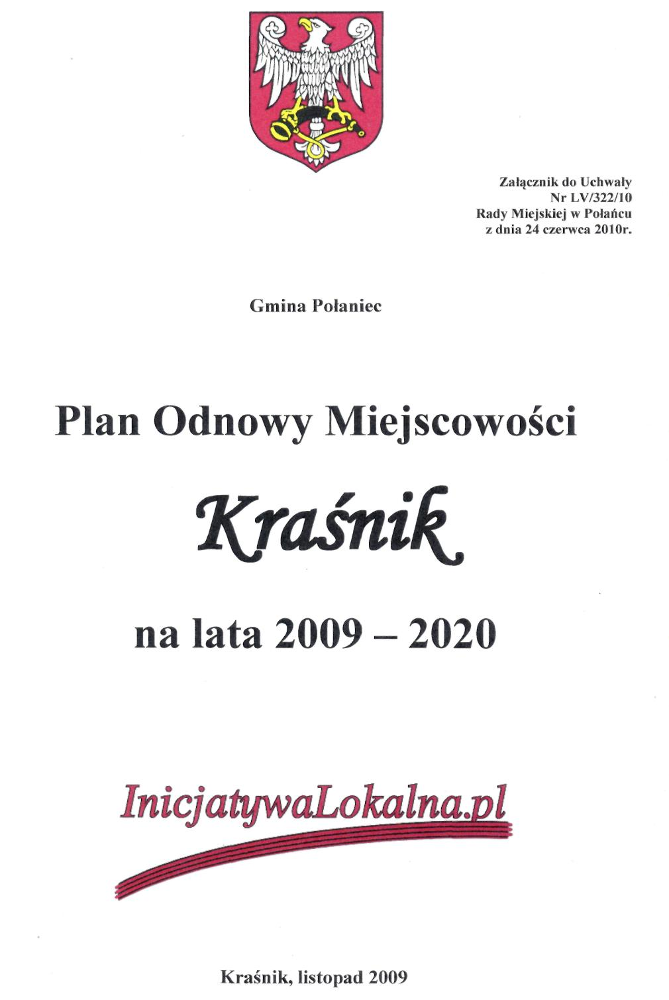 Załącznik do Uchwały
Nr LV/322/10
Rady Miejskiej w Połańcu
z dnia 24 czerwca 2010r.
Gmina Połaniec
Plan Odnowy Miejscowości
Kraśnik
na lata 2009 – 2020
InicjatywaLokalna.pl
Kraśnik, listopad 2009